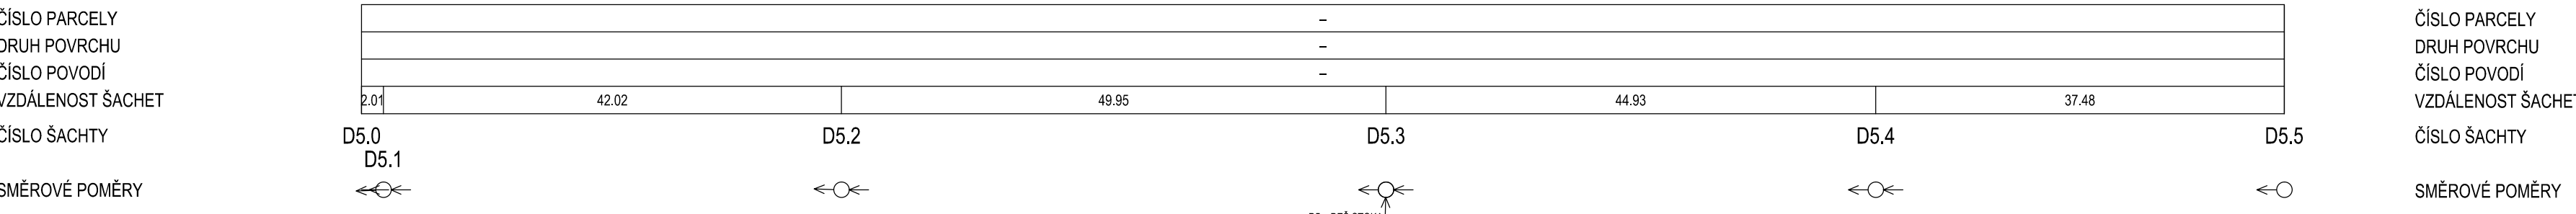 ČÍSLO PARCELY - ČÍSLO PARCELY
DRUH POVRCHU - DRUH POVRCHU
ČÍSLO POVODÍ - ČÍSLO POVODÍ
VZDÁLENOST ŠACHET 2.01 42.02 49.95 44.93 37.48 VZDÁLENOST ŠACHET
ČÍSLO ŠACHTY D5.0 D5.2 D5.3 D5.4 D5.5 ČÍSLO ŠACHTY
D5.1
SMĚROVÉ POMĚRY SMĚROVÉ POMĚRY